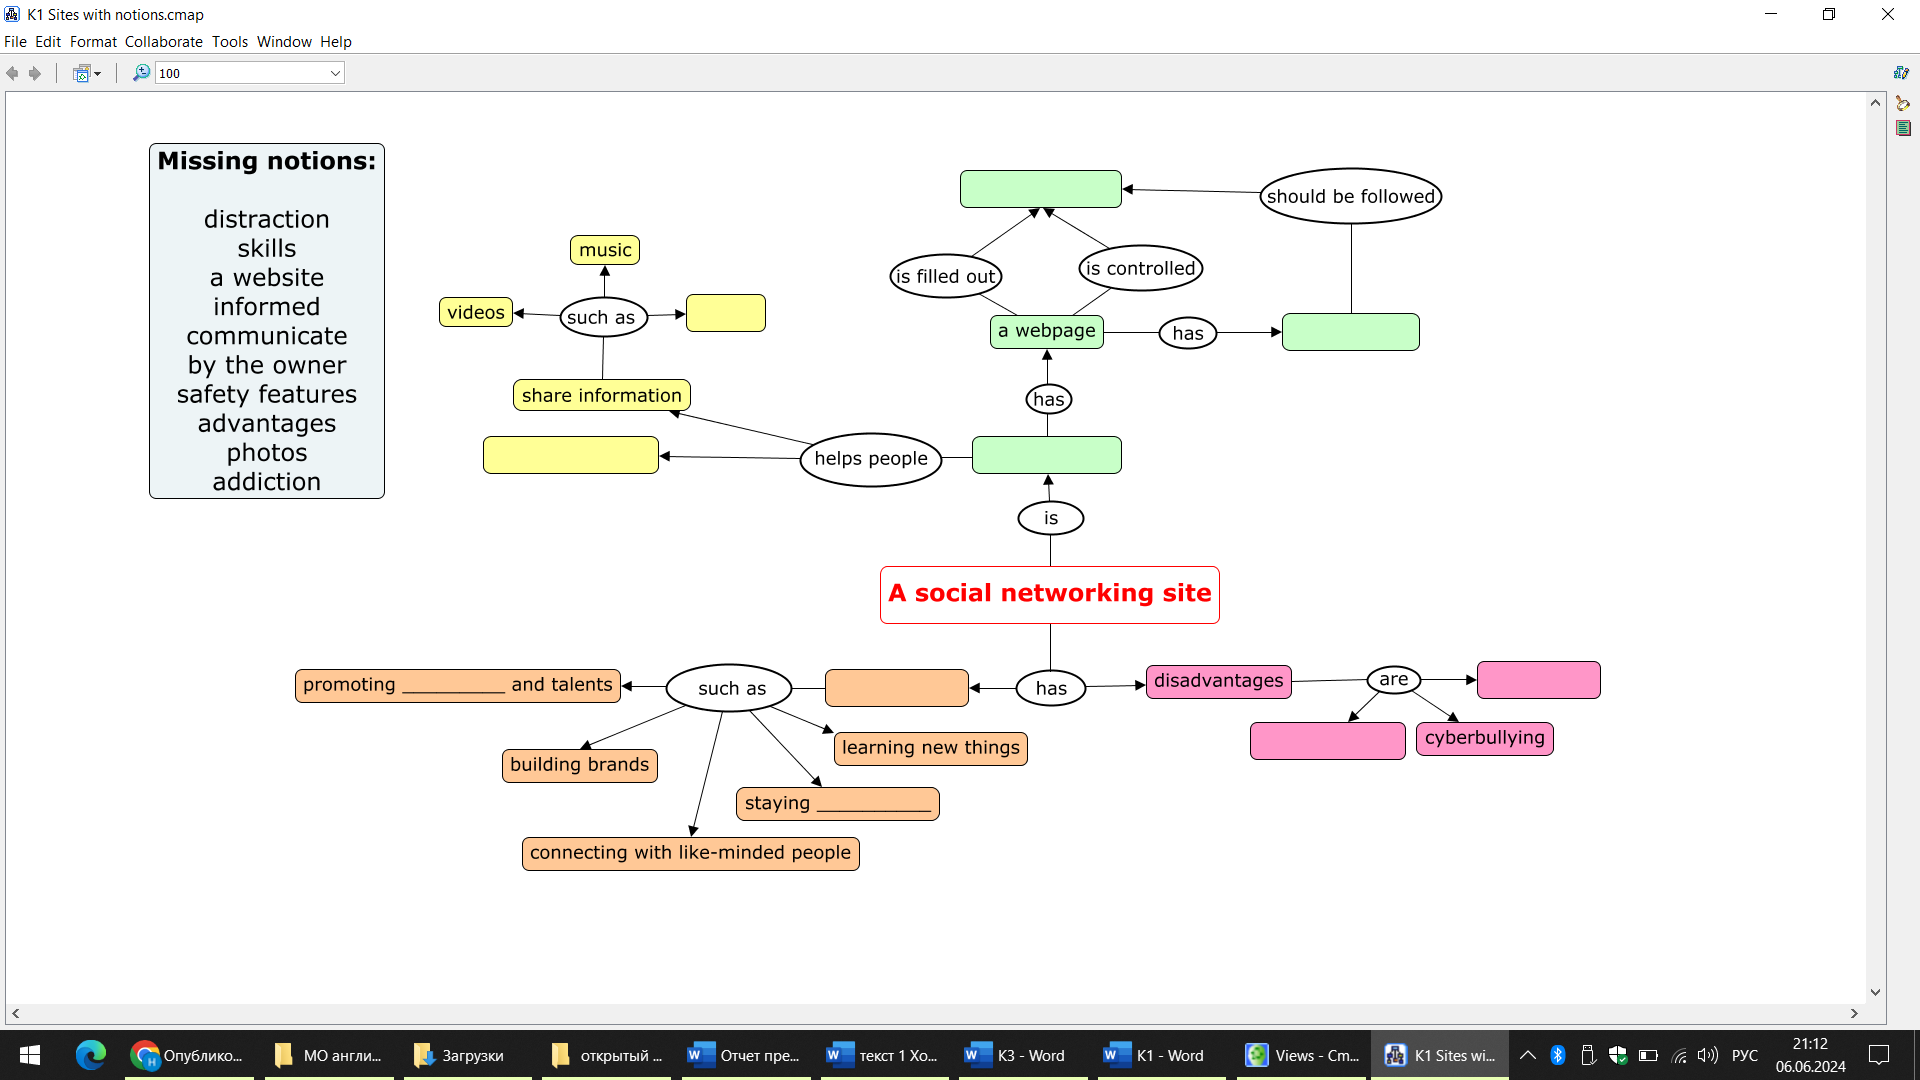 K1 Sites with notions.cmap
File Edit Format Collaborate Tools Window Help
100
Missing notions:
distraction
skills
a website
informed
communicate
by the owner
safety features
advantages
photos
addiction
should be followed
music
is filled out
is controlled
videos
such as
a webpage
has
share information
has
helps people
is
A social networking site
promoting __________ and talents
such as
has
disadvantages
are
learning new things
cyberbullying
building brands
staying ___________
connecting with like-minded people
Опублико...
МО англи...
Загрузки
открытый ...
Отчет пре...
текст 1 Хо...
К3 - Word
К1 - Word
Views - Cm...
K1 Sites wi...
РУС
21:12
06.06.2024